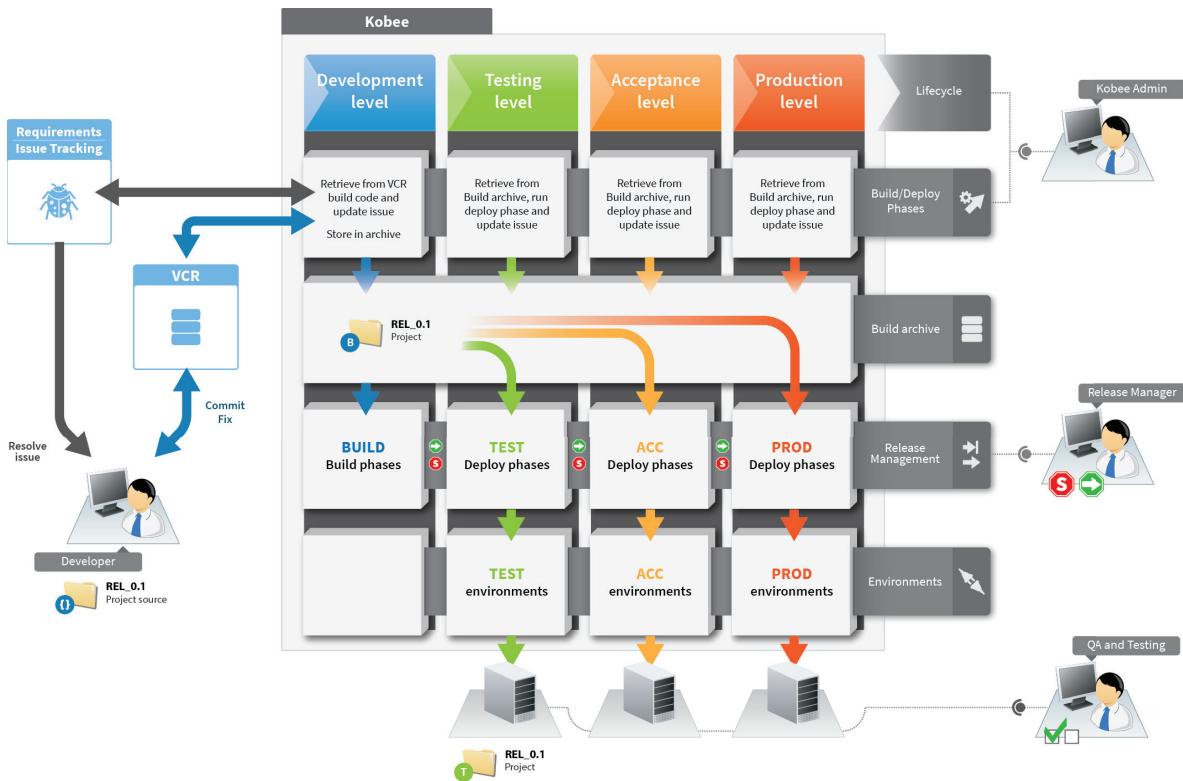 Kobee
Development
level
Testing
level
Acceptance
level
Production
level
Lifecycle
Kobee Admin
Requirements
Issue Tracking
Retrieve from VCR
build code and
update issue
Store in archive
Retrieve from
Build archive, run
deploy phase and
update issue
Retrieve from
Build archive, run
deploy phase and
update issue
Retrieve from
Build archive, run
deploy phase and
update issue
Build/Deploy
Phases
VCR
B
REL_0.1
Project
Build archive
Commit
Fix
Resolve
issue
BUILD
Build phases
S
TEST
Deploy phases
S
ACC
Deploy phases
S
PROD
Deploy phases
Release
Management
Release Manager
S
Developer
{}
REL_0.1
Project source
TEST
environments
ACC
environments
PROD
environments
Environments
QA and Testing
T
REL_0.1
Project